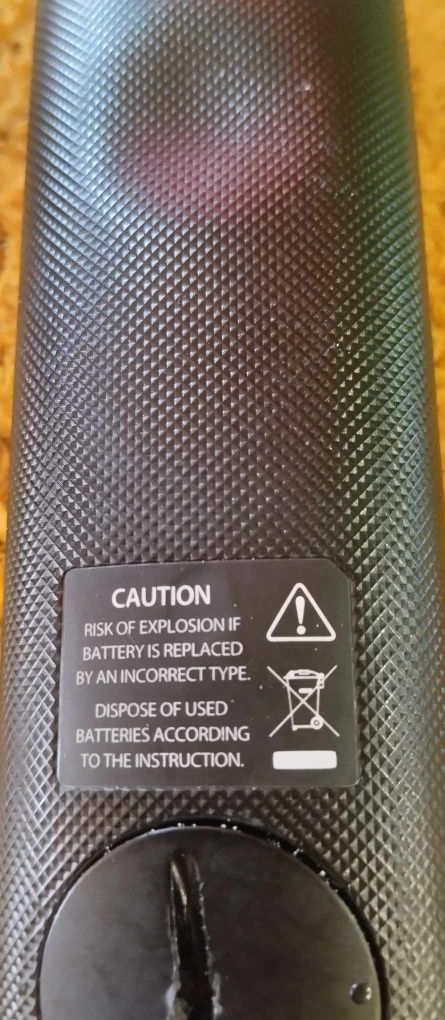 CAUTION
RISK OF EXPLOSION IF
BATTERY IS REPLACED
BY AN INCORRECT TYPE.
DISPOSE OF USED
BATTERIES ACCORDING
TO THE INSTRUCTION.